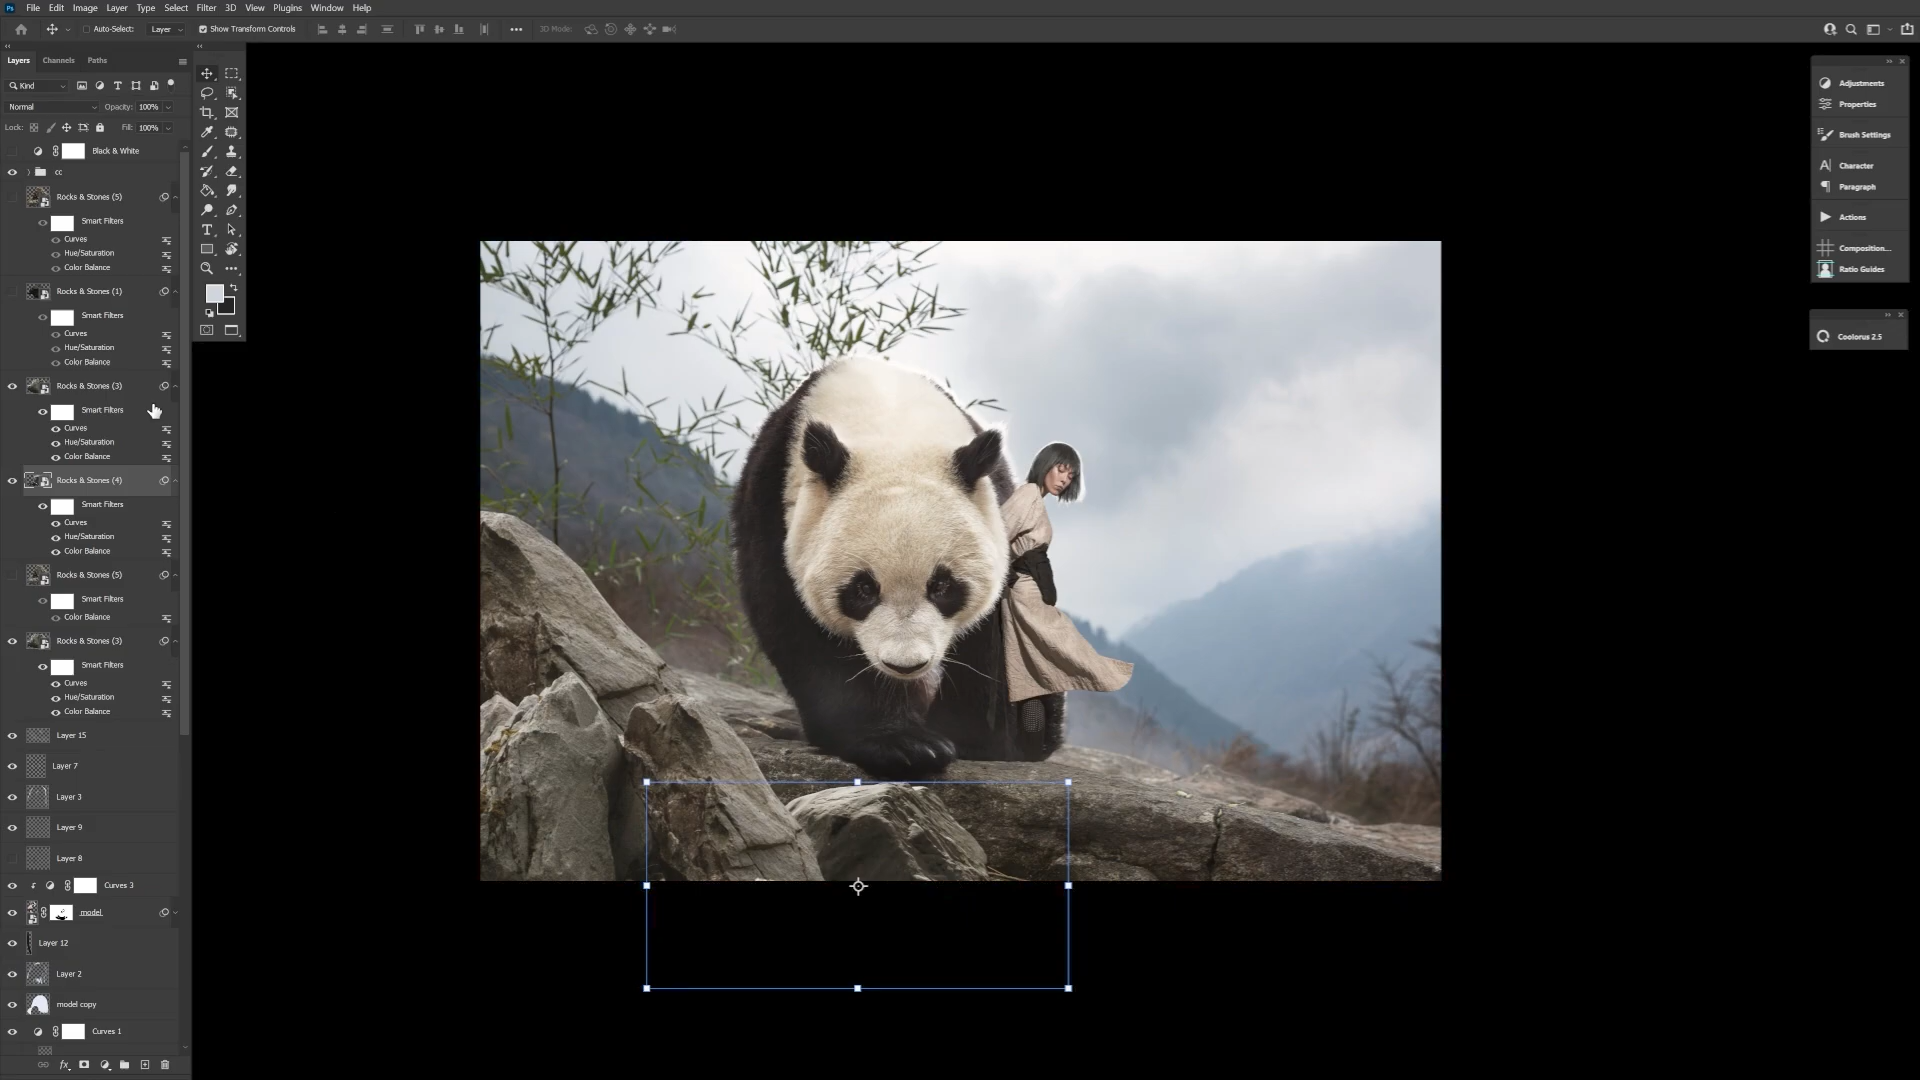 Ps File Edit Image Layer Type Select Filter 3D View Plugins Window Help
Auto-Select: Layer Show Transform Controls 3D Mode:
Layers Channels Paths
Kind
Normal Opacity: 100%
Lock: Fill: 100%
Black & White
cc
Rocks & Stones (5)
Smart Filters
Curves
Hue/Saturation
Color Balance
Rocks & Stones (1)
Smart Filters
Curves
Hue/Saturation
Color Balance
Rocks & Stones (3)
Smart Filters
Curves
Hue/Saturation
Color Balance
Rocks & Stones (4)
Smart Filters
Curves
Hue/Saturation
Color Balance
Rocks & Stones (5)
Smart Filters
Color Balance
Rocks & Stones (3)
Smart Filters
Curves
Hue/Saturation
Color Balance
Layer 15
Layer 7
Layer 3
Layer 9
Layer 8
Curves 3
model
Layer 12
Layer 2
model copy
Curves 1
fx
Adjustments
Properties
Brush Settings
Character
Paragraph
Actions
Composition...
Ratio Guides
Coolorus 2.5